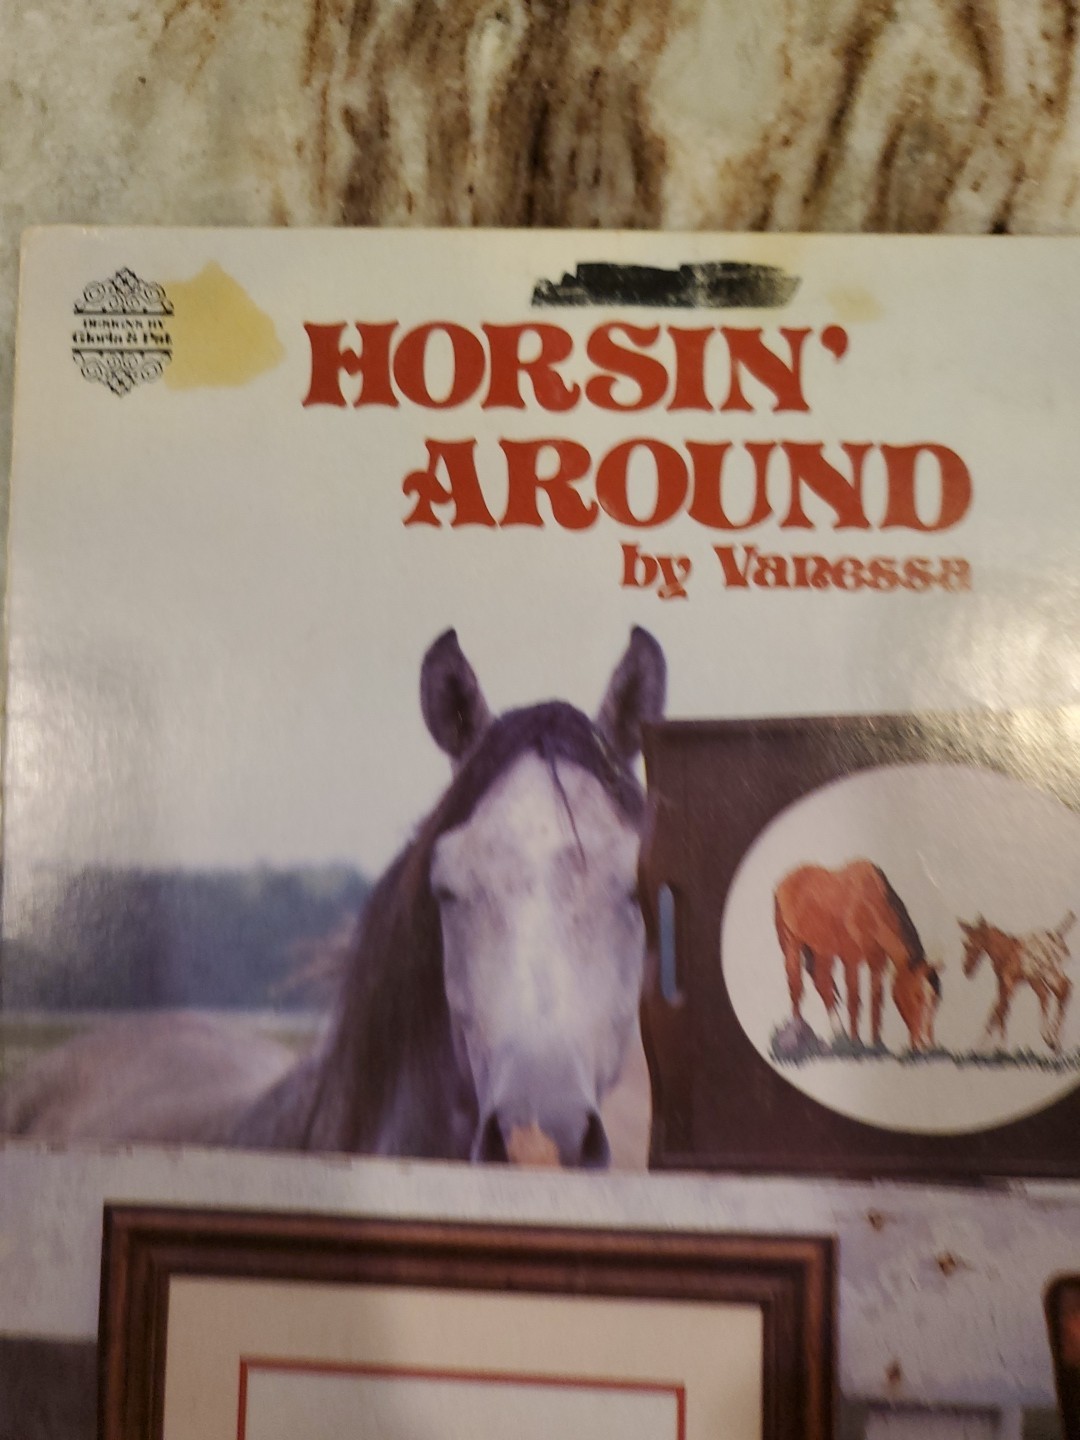 DESIGNS BY
Gloria & Pat
HORSIN'
AROUND
by Vanessa